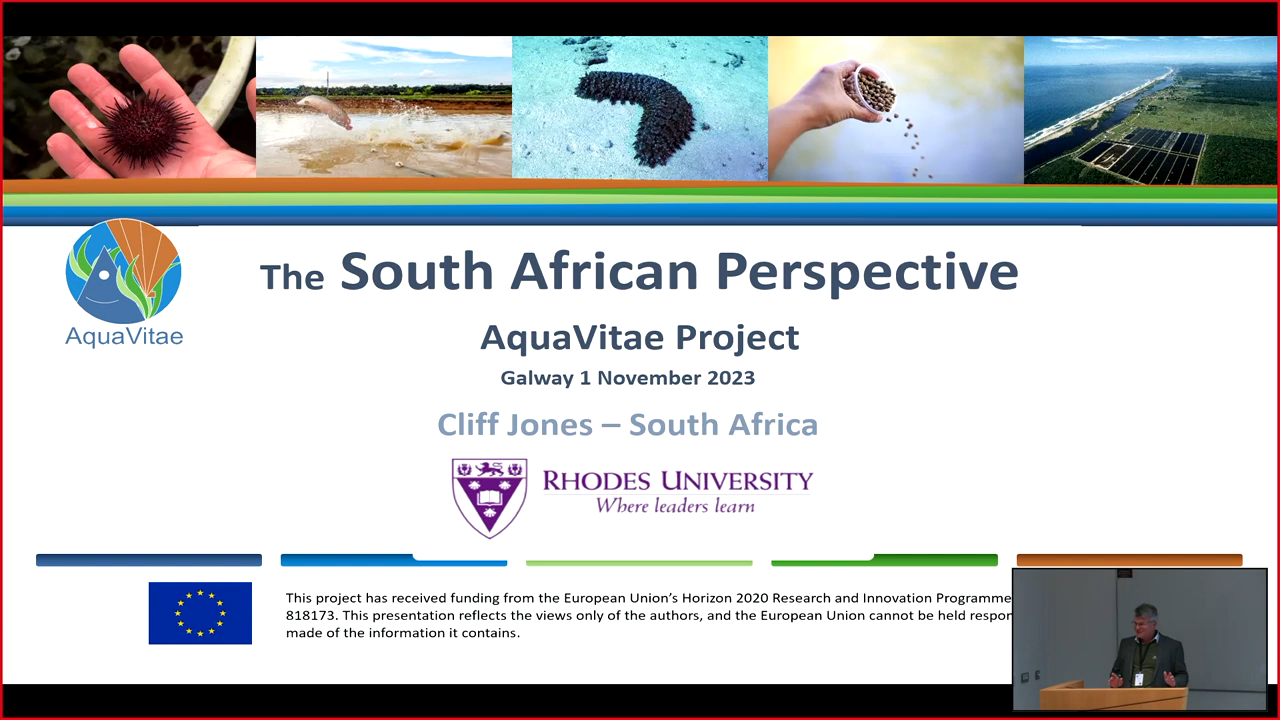 The South African Perspective
AquaVitae
AquaVitae Project
Galway 1 November 2023
Cliff Jones – South Africa
RHODES UNIVERSITY
Where leaders learn
This project has received funding from the European Union's Horizon 2020 Research and Innovation Programme
818173. This presentation reflects the views only of the authors, and the European Union cannot be held respon
made of the information it contains.